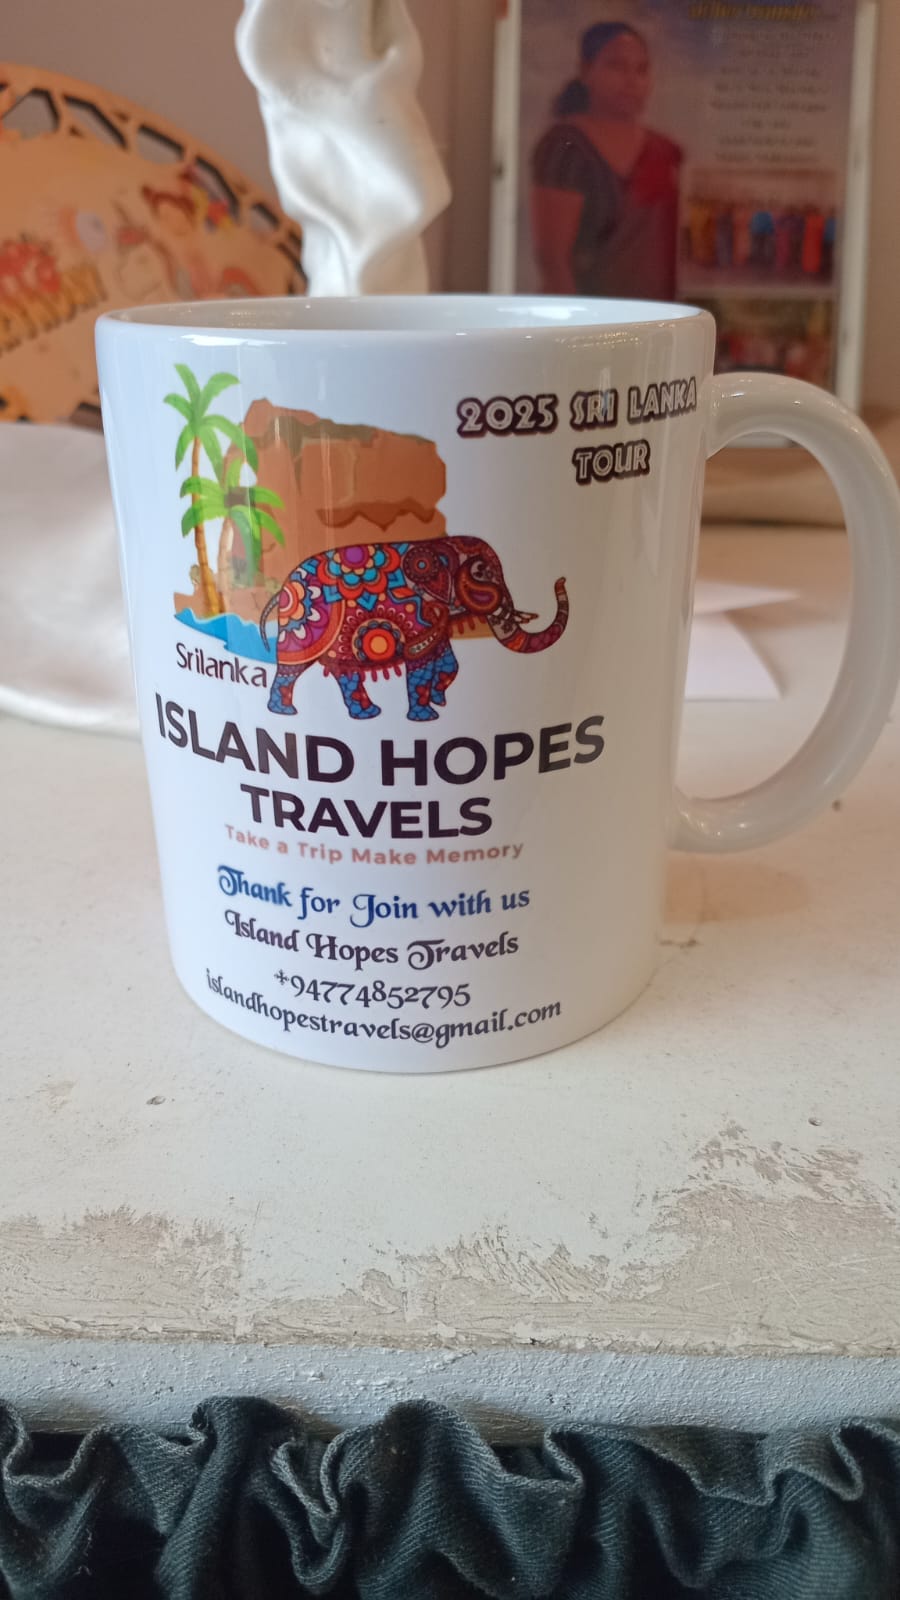 2025 SRI LANKA
TOUR
Srilanka
ISLAND HOPES
TRAVELS
Take a Trip Make Memory
Thank for Join with us
Island Hopes Travels
+94774852795
islandhopestravels@gmail.com